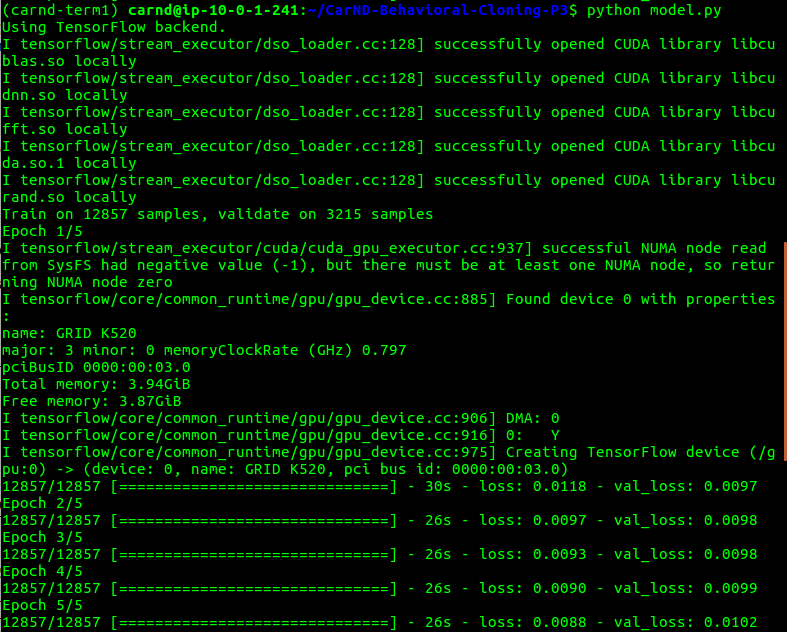 (carnd-term1) carnd@ip-10-0-1-241:~/CarND-Behavioral-Cloning-P3$ python model.py
Using TensorFlow backend.
I tensorflow/stream_executor/dso_loader.cc:128] successfully opened CUDA library libcu
blas.so locally
I tensorflow/stream_executor/dso_loader.cc:128] successfully opened CUDA library libcu
dnn.so locally
I tensorflow/stream_executor/dso_loader.cc:128] successfully opened CUDA library libcu
fft.so locally
I tensorflow/stream_executor/dso_loader.cc:128] successfully opened CUDA library libcu
da.so.1 locally
I tensorflow/stream_executor/dso_loader.cc:128] successfully opened CUDA library libcu
rand.so locally
Train on 12857 samples, validate on 3215 samples
Epoch 1/5
I tensorflow/stream_executor/cuda/cuda_gpu_executor.cc:937] successful NUMA node read
from SysFS had negative value (-1), but there must be at least one NUMA node, so retur
ning NUMA node zero
I tensorflow/core/common_runtime/gpu/gpu_device.cc:885] Found device 0 with properties
:
name: GRID K520
major: 3 minor: 0 memoryClockRate (GHz) 0.797
pciBusID 0000:00:03.0
Total memory: 3.94GiB
Free memory: 3.87GiB
I tensorflow/core/common_runtime/gpu/gpu_device.cc:906] DMA: 0
I tensorflow/core/common_runtime/gpu/gpu_device.cc:916] 0:   Y
I tensorflow/core/common_runtime/gpu/gpu_device.cc:975] Creating TensorFlow device (/g
pu:0) -> (device: 0, name: GRID K520, pci bus id: 0000:00:03.0)
12857/12857 [==============================] - 30s - loss: 0.0118 - val_loss: 0.0097
Epoch 2/5
12857/12857 [==============================] - 26s - loss: 0.0097 - val_loss: 0.0098
Epoch 3/5
12857/12857 [==============================] - 26s - loss: 0.0093 - val_loss: 0.0098
Epoch 4/5
12857/12857 [==============================] - 26s - loss: 0.0090 - val_loss: 0.0099
Epoch 5/5
12857/12857 [==============================] - 26s - loss: 0.0088 - val_loss: 0.0102